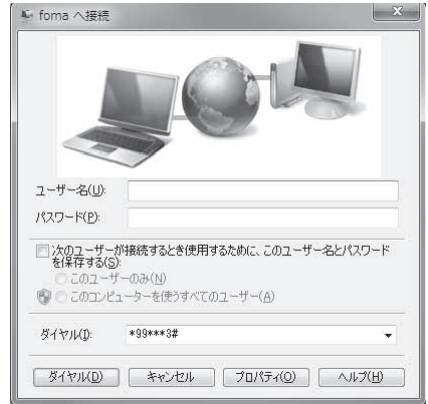 foma へ接続
ユーザー名(U):
パスワード(P):
次のユーザーが接続するとき使用するために、このユーザー名とパスワード
を保存する(S):
このユーザーのみ(N)
このコンピューターを使うすべてのユーザー(A)
ダイヤル(I): *99***3#
ダイヤル(D) キャンセル プロパティ(O) ヘルプ(H)